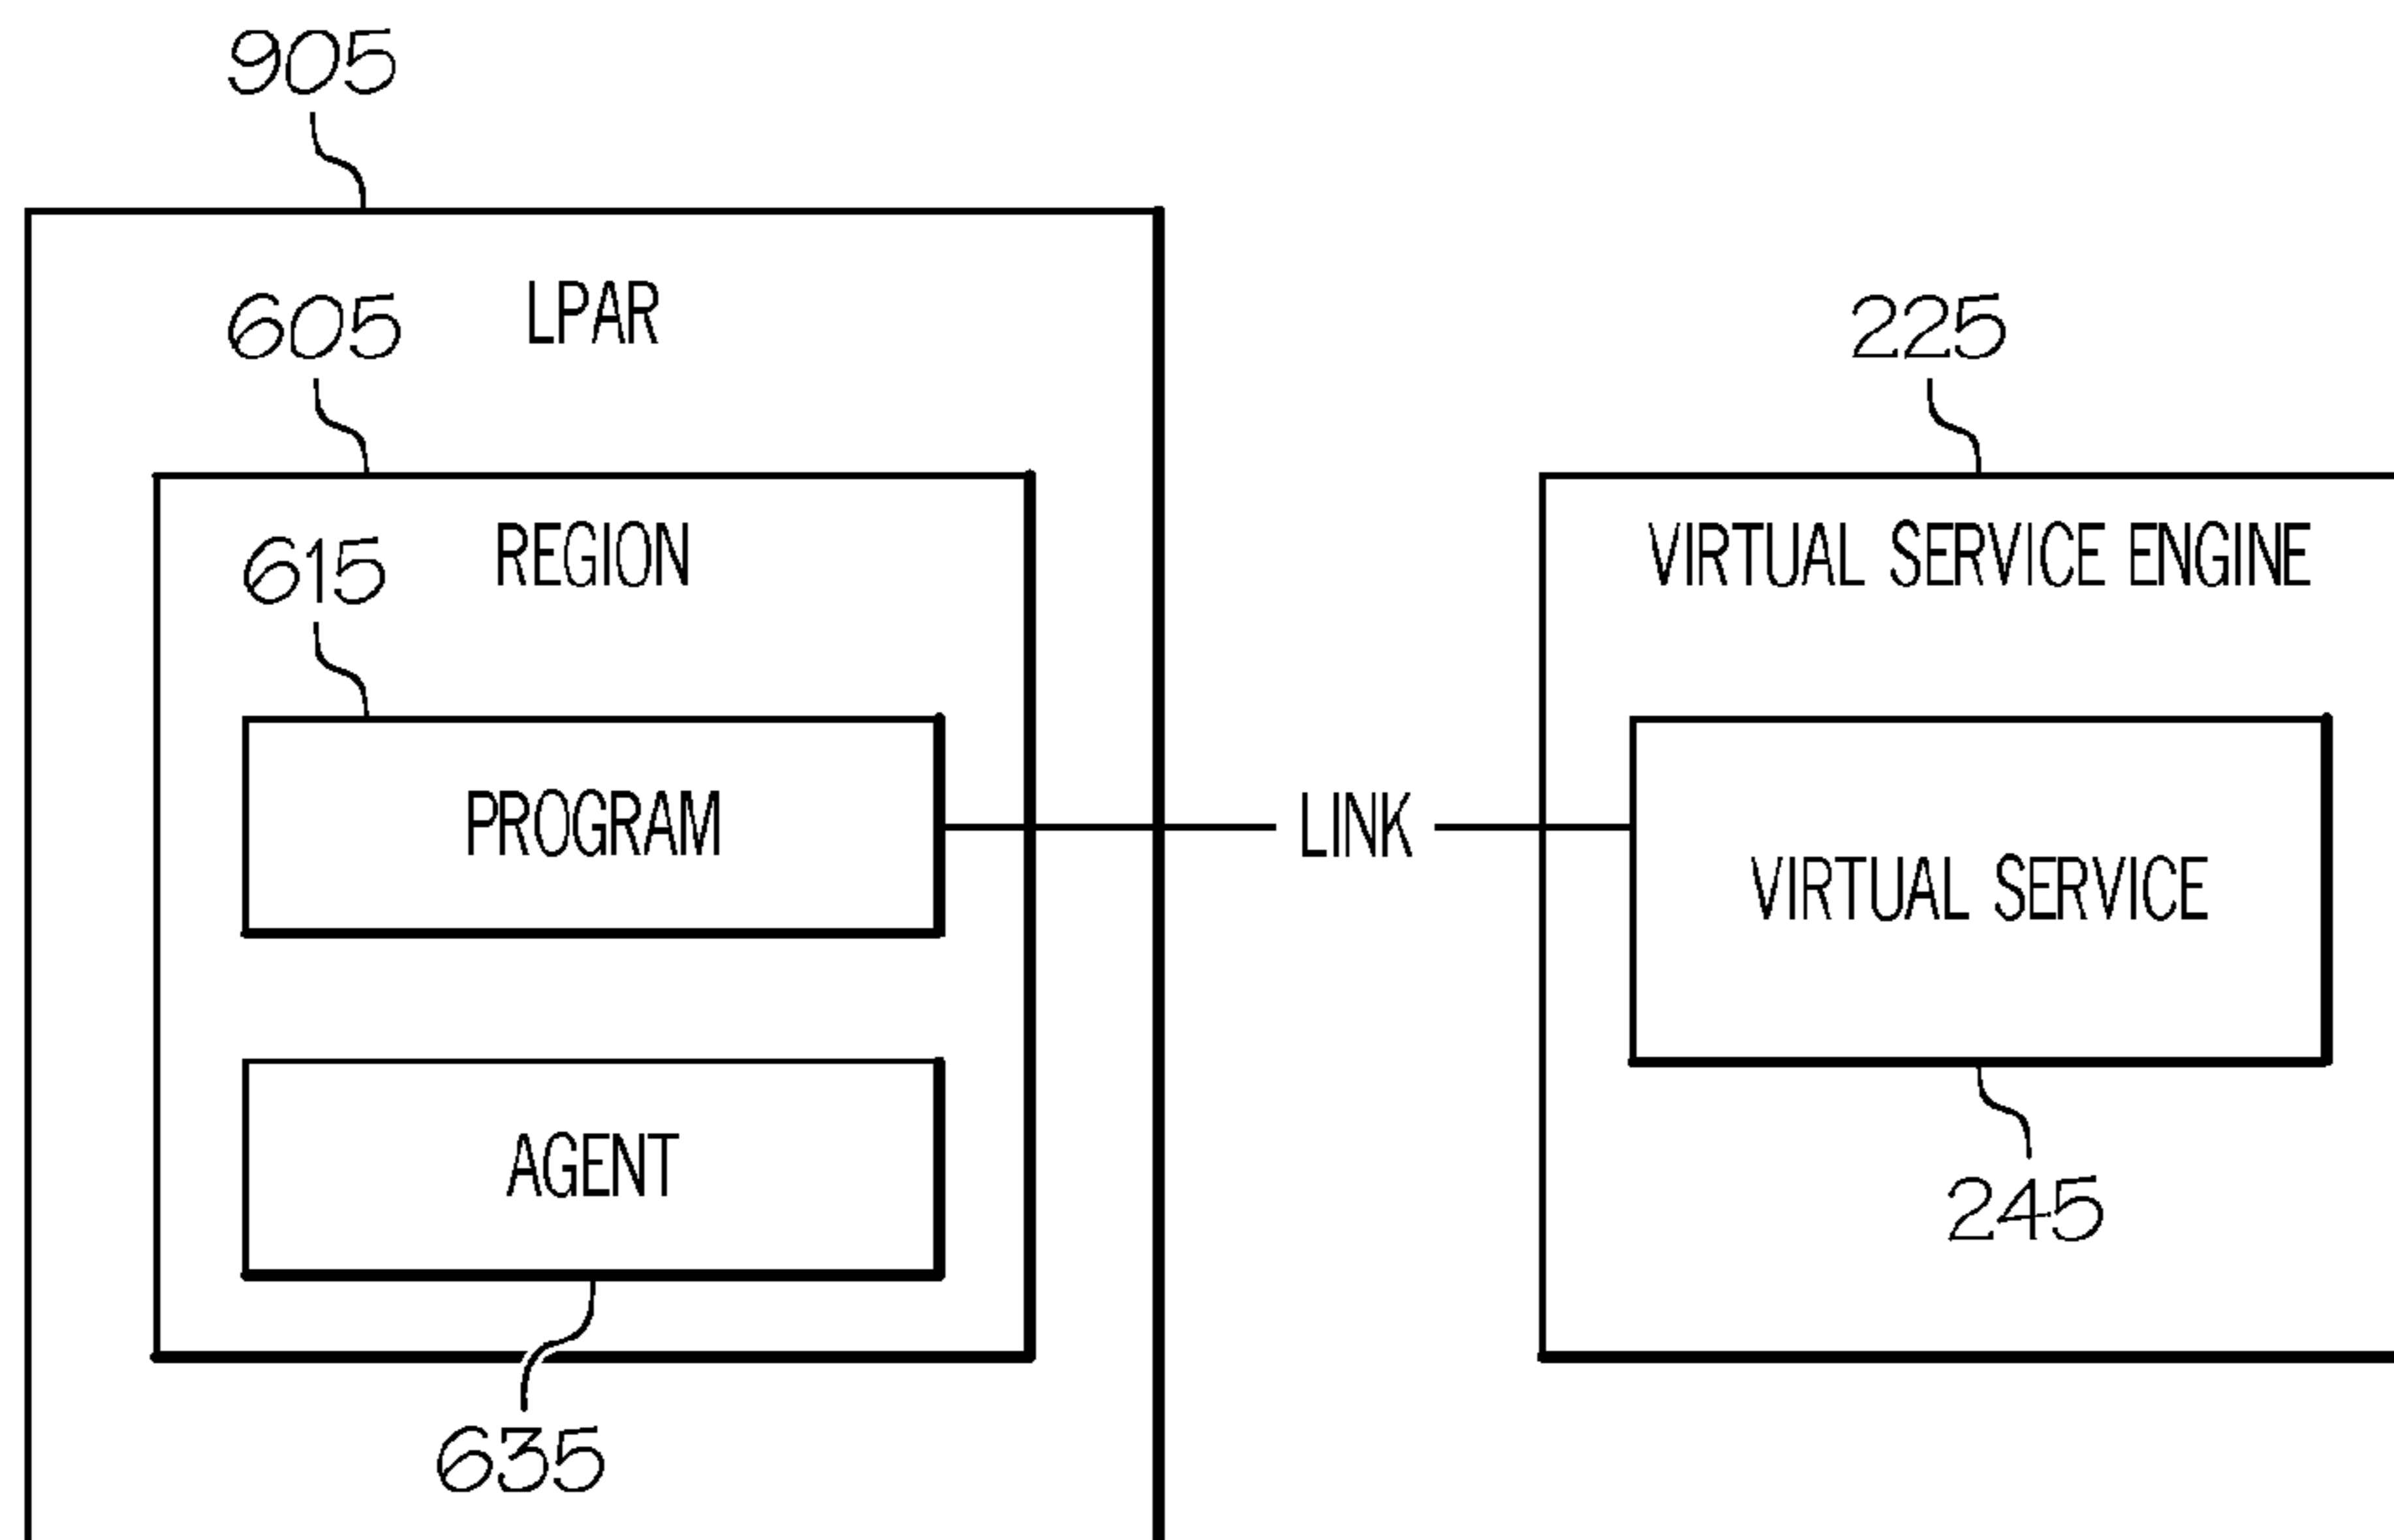 905
LPAR
605
225
REGION
VIRTUAL SERVICE ENGINE
615
PROGRAM
LINK
VIRTUAL SERVICE
AGENT
245
635